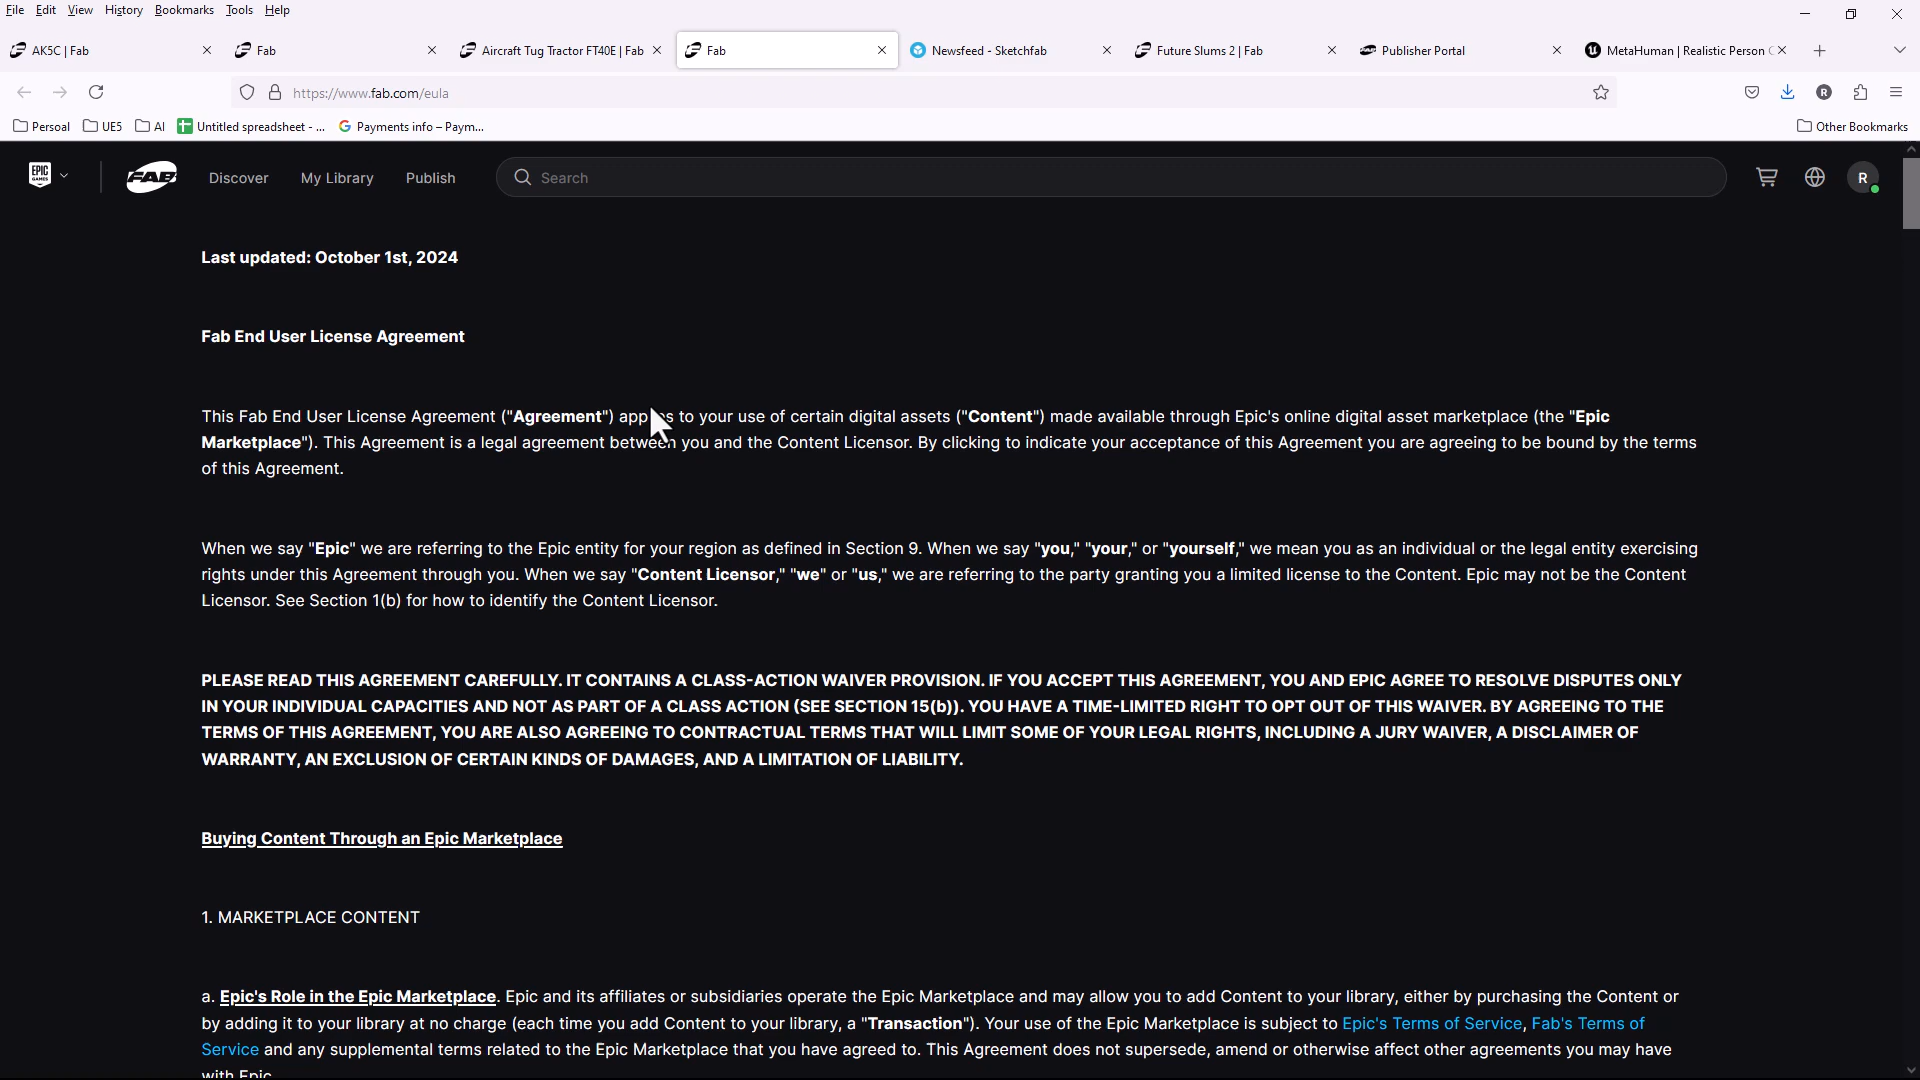 File Edit View History Bookmarks Tools Help
AK5C | Fab
Fab
Aircraft Tug Tractor FT40E | Fab
Fab
Newsfeed - Sketchfab
Future Slums 2 | Fab
Publisher Portal
MetaHuman | Realistic Person
https://www.fab.com/eula
R
Persoal UE5 AI Untitled spreadsheet - ... Payments info – Paym...
Other Bookmarks
EPIC GAMES FAB Discover My Library Publish Search R
Last updated: October 1st, 2024
Fab End User License Agreement
This Fab End User License Agreement ("Agreement") to your use of certain digital assets ("Content") made available through Epic's online digital asset marketplace (the "Epic
Marketplace"). This Agreement is a legal agreement between you and the Content Licensor. By clicking to indicate your acceptance of this Agreement you are agreeing to be bound by the terms
of this Agreement.
When we say "Epic" we are referring to the Epic entity for your region as defined in Section 9. When we say "you," "your," or "yourself," we mean you as an individual or the legal entity exercising
rights under this Agreement through you. When we say "Content Licensor," "we" or "us," we are referring to the party granting you a limited license to the Content. Epic may not be the Content
Licensor. See Section 1(b) for how to identify the Content Licensor.
PLEASE READ THIS AGREEMENT CAREFULLY. IT CONTAINS A CLASS-ACTION WAIVER PROVISION. IF YOU ACCEPT THIS AGREEMENT, YOU AND EPIC AGREE TO RESOLVE DISPUTES ONLY
IN YOUR INDIVIDUAL CAPACITIES AND NOT AS PART OF A CLASS ACTION (SEE SECTION 15(b)). YOU HAVE A TIME-LIMITED RIGHT TO OPT OUT OF THIS WAIVER. BY AGREEING TO THE
TERMS OF THIS AGREEMENT, YOU ARE ALSO AGREEING TO CONTRACTUAL TERMS THAT WILL LIMIT SOME OF YOUR LEGAL RIGHTS, INCLUDING A JURY WAIVER, A DISCLAIMER OF
WARRANTY, AN EXCLUSION OF CERTAIN KINDS OF DAMAGES, AND A LIMITATION OF LIABILITY.
Buying Content Through an Epic Marketplace
1. MARKETPLACE CONTENT
a. Epic's Role in the Epic Marketplace. Epic and its affiliates or subsidiaries operate the Epic Marketplace and may allow you to add Content to your library, either by purchasing the Content or
by adding it to your library at no charge (each time you add Content to your library, a "Transaction"). Your use of the Epic Marketplace is subject to Epic's Terms of Service, Fab's Terms of
Service and any supplemental terms related to the Epic Marketplace that you have agreed to. This Agreement does not supersede, amend or otherwise affect other agreements you may have
with Epic.